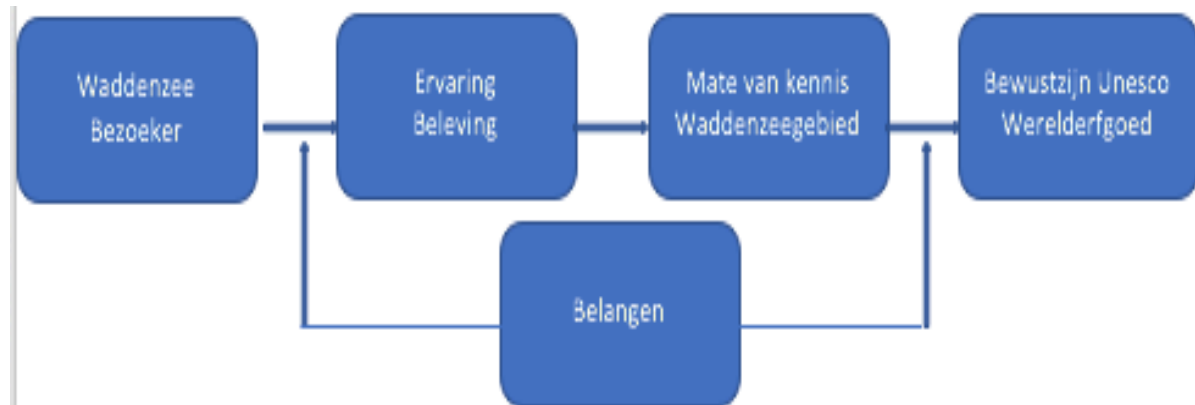 Waddenzee
Bezoeker
Ervaring
Beleving
Mate van kennis
Waddenzeegebied
Bewustzijn Unesco
Werelderfgoed
Belangen